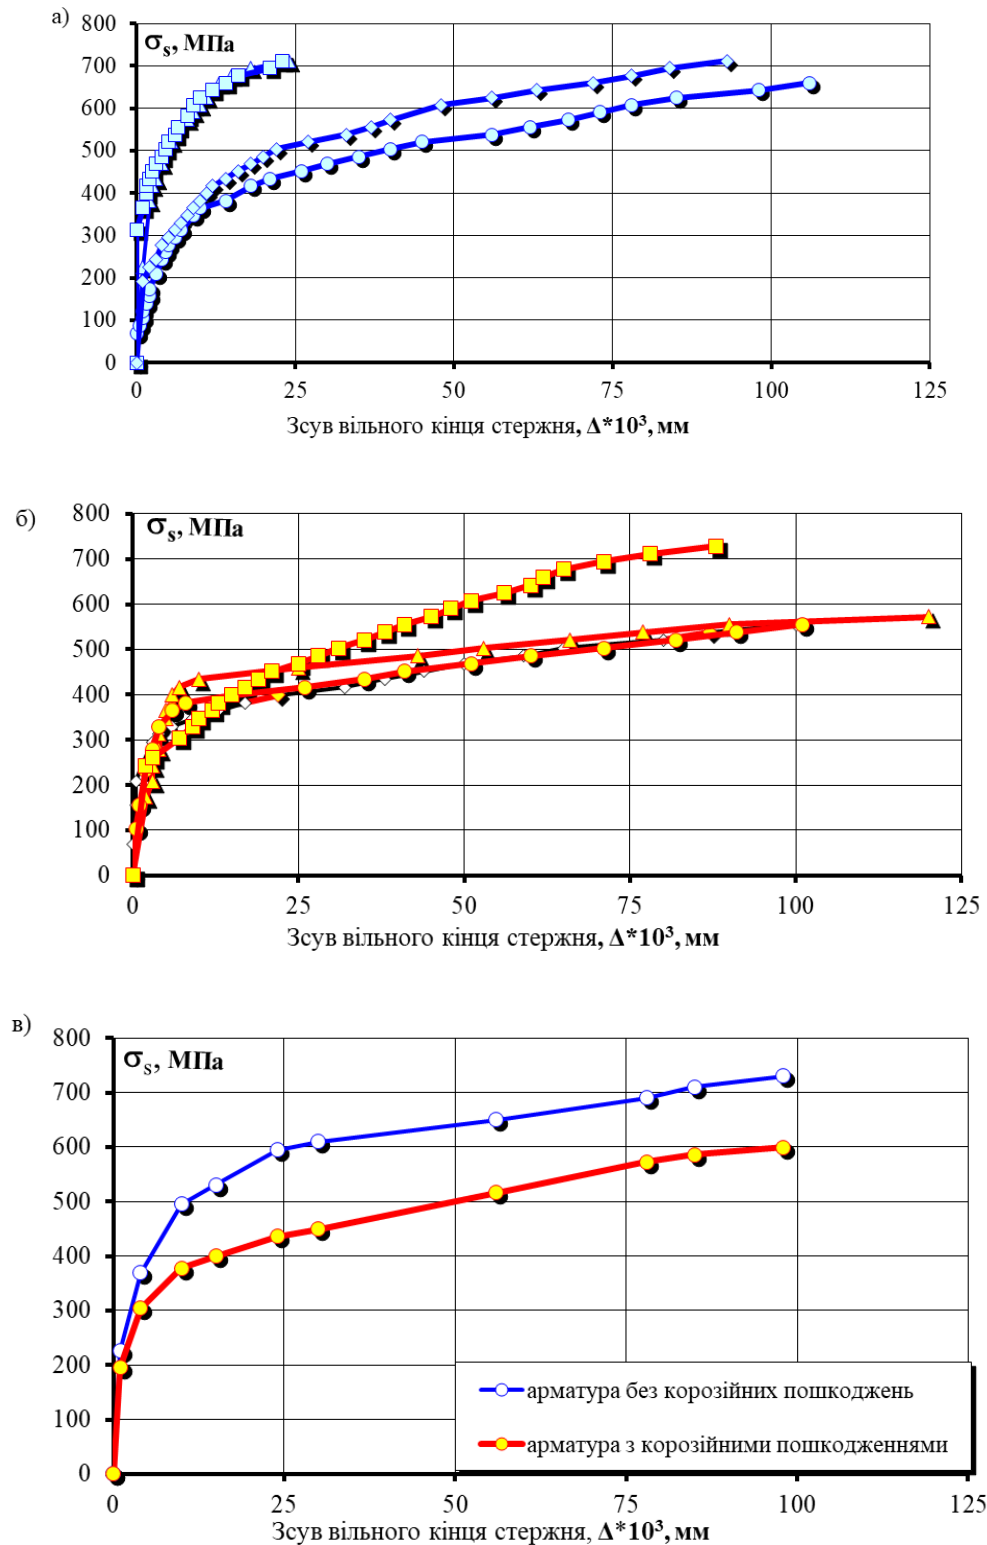 а)
σs, МПа
800
700
600
500
400
300
200
100
0
0 25 50 75 100 125
Зсув вільного кінця стержня, Δ*10³, мм
б)
σs, МПа
800
700
600
500
400
300
200
100
0
0 25 50 75 100 125
Зсув вільного кінця стержня, Δ*10³, мм
в)
σs, МПа
800
700
600
500
400
300
200
100
0
арматура без корозійних пошкоджень
арматура з корозійними пошкодженнями
0 25 50 75 100 125
Зсув вільного кінця стержня, Δ*10³, мм